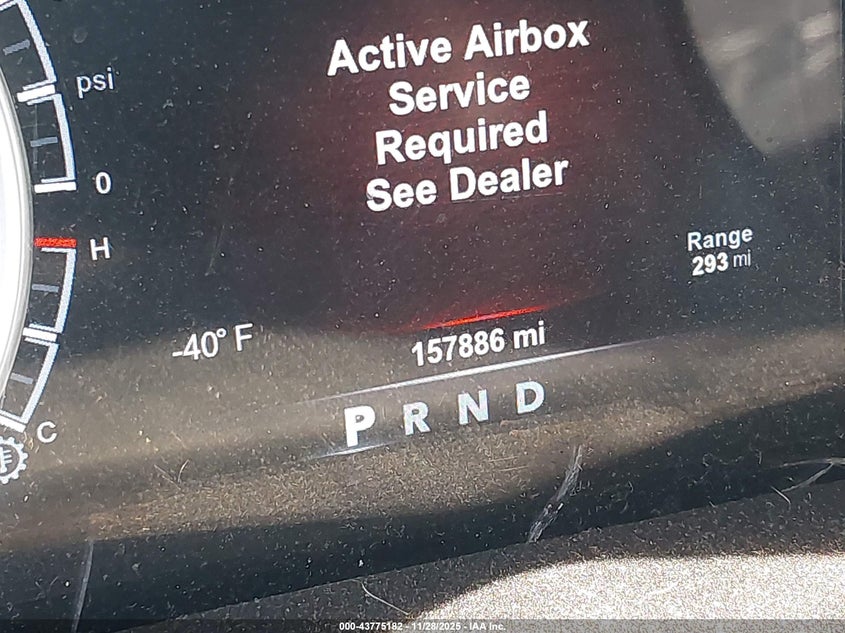 Active Airbox
Service
Required
See Dealer
psi
0
H
Range
293 mi
-40° F
157886 mi
C
P R N D
000-43775182 - 11/28/2025 - IAA Inc.